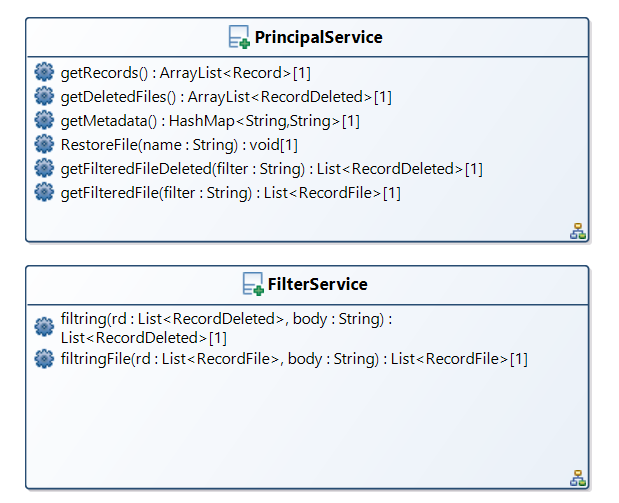 PrincipalService
getRecords() : ArrayList<Record>[1]
getDeletedFiles() : ArrayList<RecordDeleted>[1]
getMetadata() : HashMap<String,String>[1]
RestoreFile(name : String) : void[1]
getFilteredFileDeleted(filter : String) : List<RecordDeleted>[1]
getFilteredFile(filter : String) : List<RecordFile>[1]
FilterService
filtring(rd : List<RecordDeleted>, body : String) :
List<RecordDeleted>[1]
filtringFile(rd : List<RecordFile>, body : String) : List<RecordFile>[1]